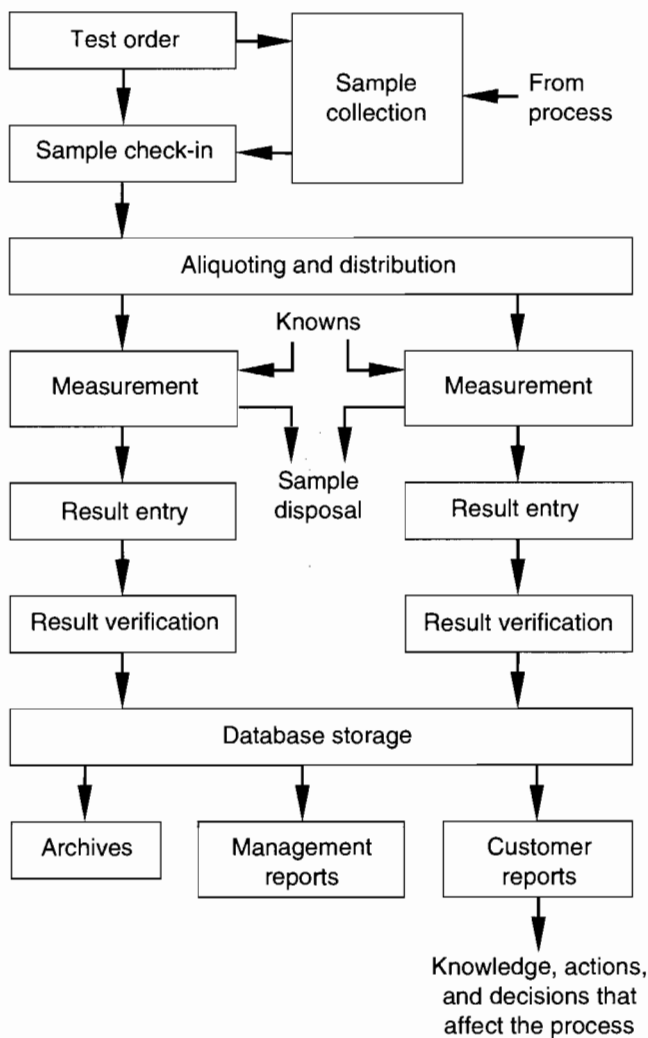 Test order
Sample
collection
From
process
Sample check-in
Aliquoting and distribution
Knowns
Measurement
Measurement
Sample
disposal
Result entry
Result entry
Result verification
Result verification
Database storage
Archives
Management
reports
Customer
reports
Knowledge, actions,
and decisions that
affect the process